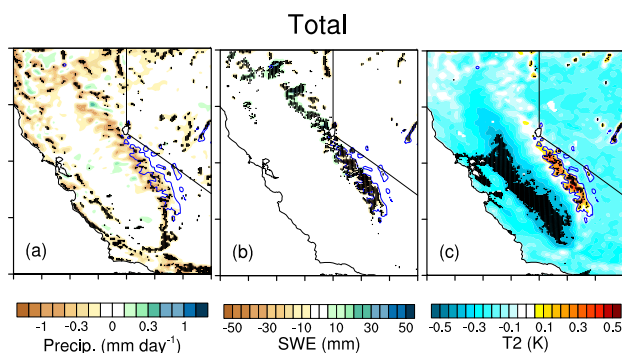 Total
(a)
(b)
(c)
-1 -0.3 0 0.3 1
-50 -30 -10 10 30 50
-0.5 -0.3 -0.1 0.1 0.3 0.5
Precip. (mm day⁻¹)
SWE (mm)
T2 (K)